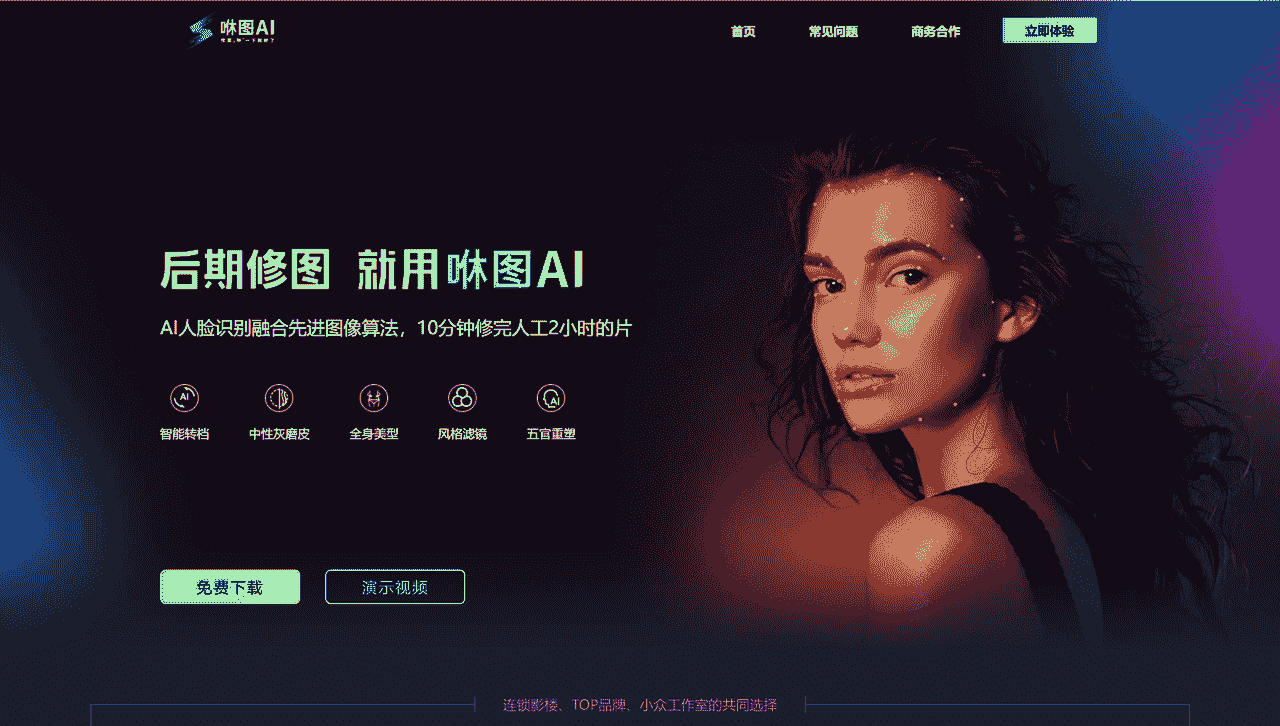 咻图AI
首页
常见问题
商务合作
立即体验
后期修图 就用咻图AI
AI人脸识别融合先进图像算法，10分钟修完人工2小时的片
AI
AI
智能转档
中性灰磨皮
全身美型
风格滤镜
五官重塑
免费下载
演示视频
连锁影楼、TOP品牌、小众工作室的共同选择